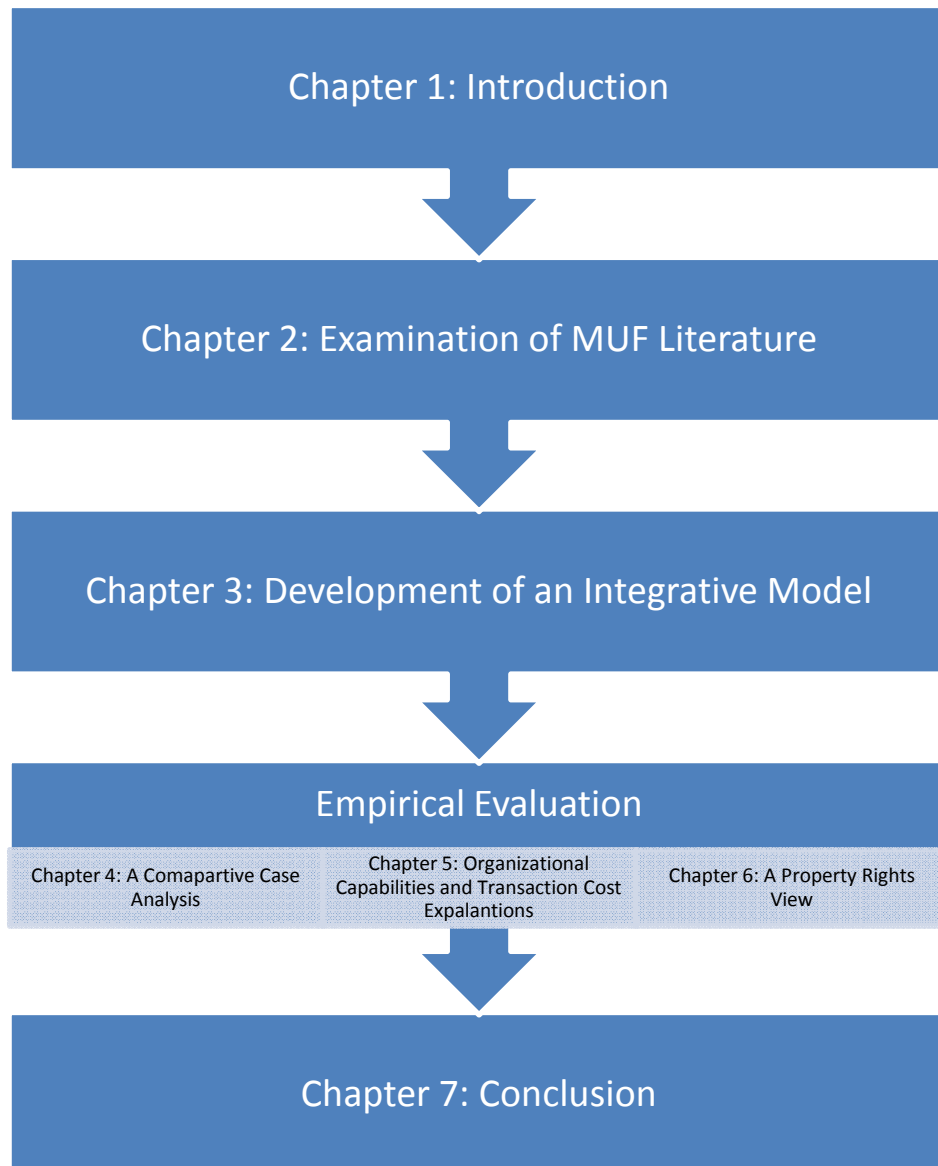 Chapter 1: Introduction
Chapter 2: Examination of MUF Literature
Chapter 3: Development of an Integrative Model
Empirical Evaluation
Chapter 4: A Comapartive Case
Analysis
Chapter 5: Organizational
Capabilities and Transaction Cost
Expalantions
Chapter 6: A Property Rights
View
Chapter 7: Conclusion